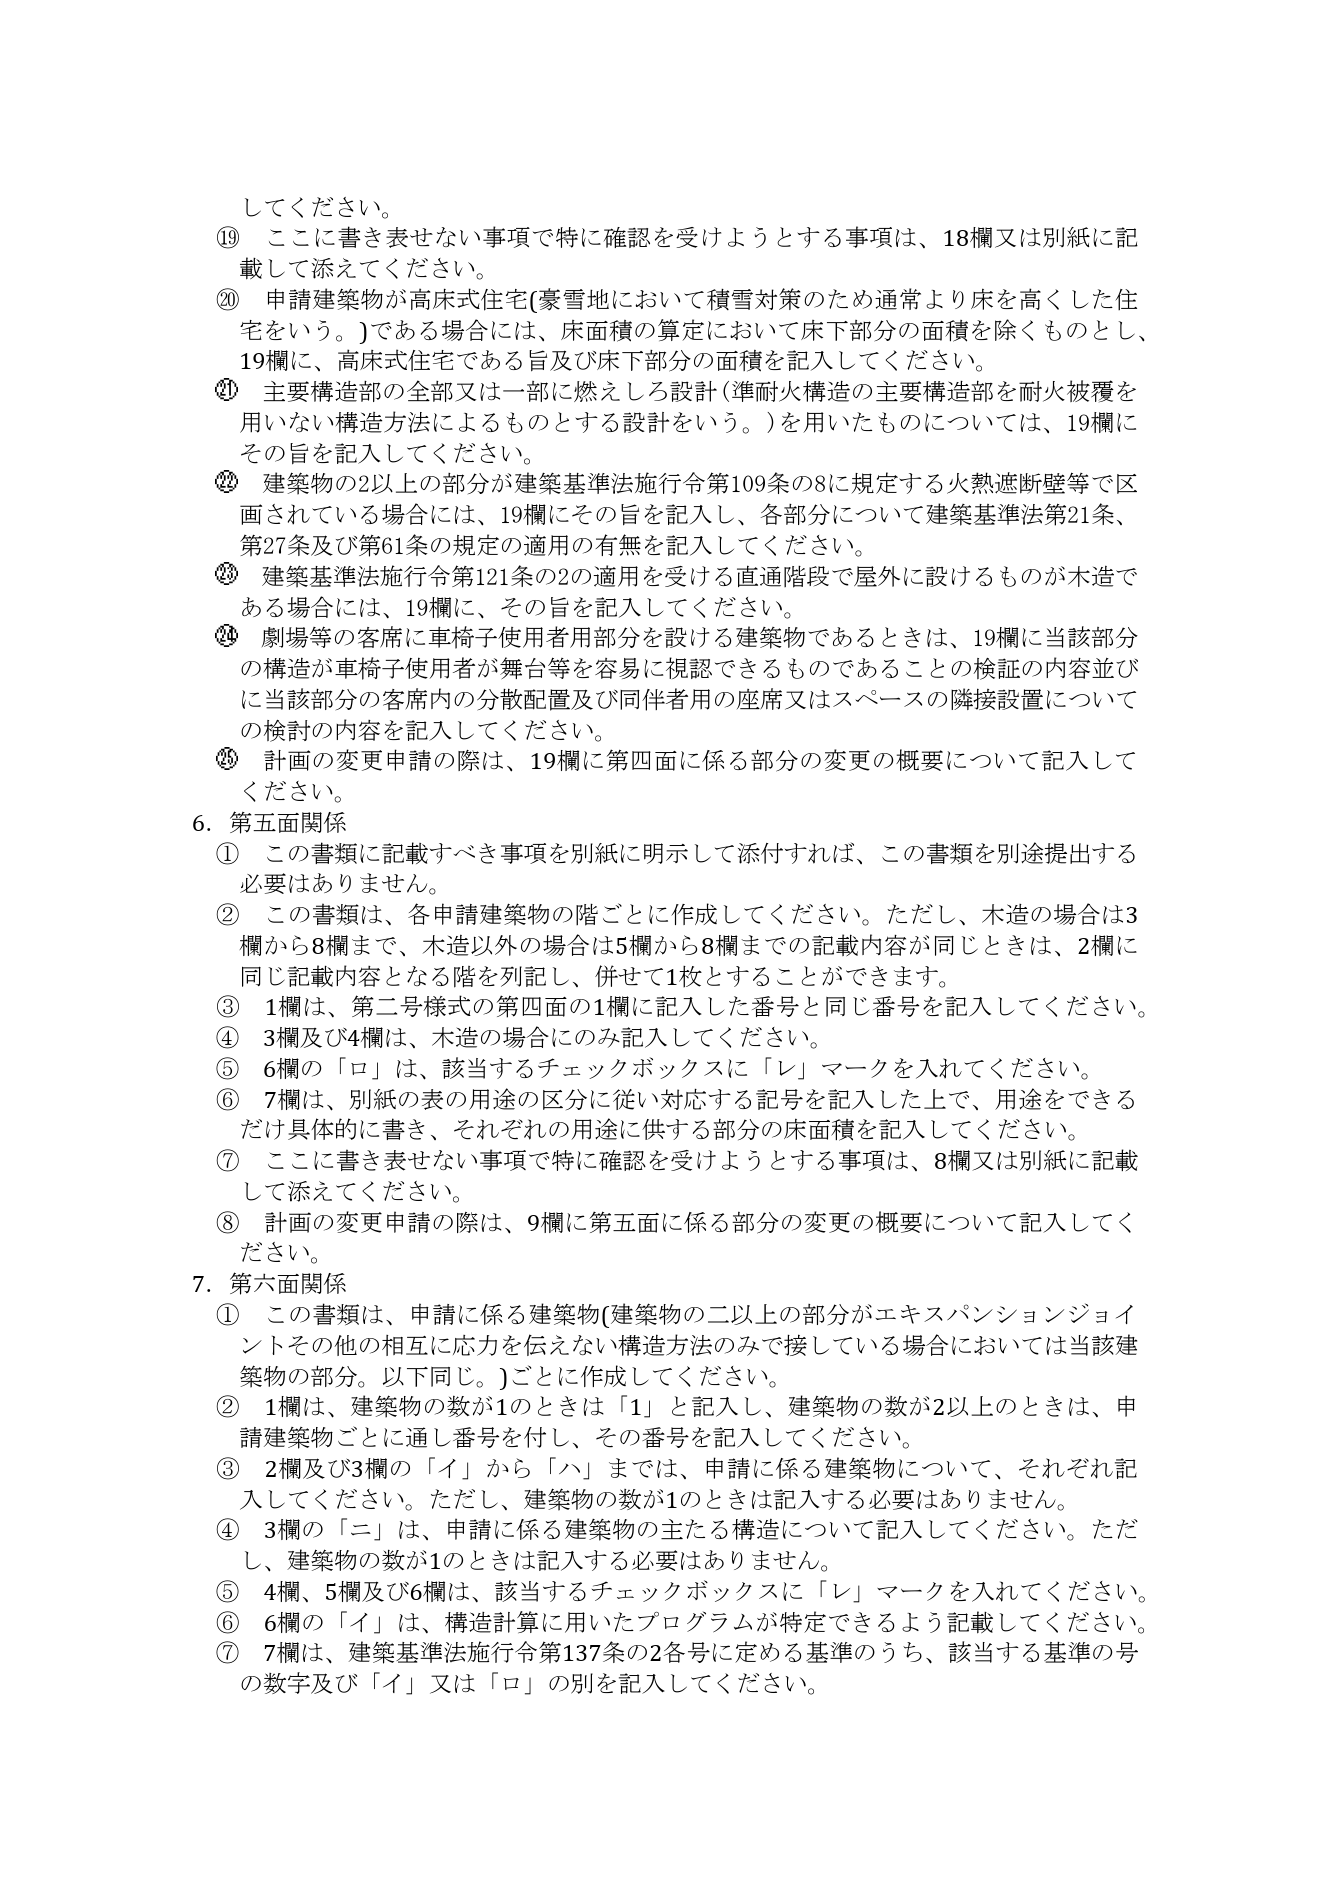 してください。
⑲　ここに書き表せない事項で特に確認を受けようとする事項は、18欄又は別紙に記
載して添えてください。
⑳　申請建築物が高床式住宅(豪雪地において積雪対策のため通常より床を高くした住
宅をいう。)である場合には、床面積の算定において床下部分の面積を除くものとし、
19欄に、高床式住宅である旨及び床下部分の面積を記入してください。
㉑　主要構造部の全部又は一部に燃えしろ設計(準耐火構造の主要構造部を耐火被覆を
用いない構造方法によるものとする設計をいう。)を用いたものについては、19欄に
その旨を記入してください。
㉒　建築物の2以上の部分が建築基準法施行令第109条の8に規定する火熱遮断壁等で区
画されている場合には、19欄にその旨を記入し、各部分について建築基準法第21条、
第27条及び第61条の規定の適用の有無を記入してください。
㉓　建築基準法施行令第121条の2の適用を受ける直通階段で屋外に設けるものが木造で
ある場合には、19欄に、その旨を記入してください。
㉔　劇場等の客席に車椅子使用者用部分を設ける建築物であるときは、19欄に当該部分
の構造が車椅子使用者が舞台等を容易に視認できるものであることの検証の内容並び
に当該部分の客席内の分散配置及び同伴者用の座席又はスペースの隣接設置について
の検討の内容を記入してください。
㉕　計画の変更申請の際は、19欄に第四面に係る部分の変更の概要について記入して
ください。
6．第五面関係
①　この書類に記載すべき事項を別紙に明示して添付すれば、この書類を別途提出する
必要はありません。
②　この書類は、各申請建築物の階ごとに作成してください。ただし、木造の場合は3
欄から8欄まで、木造以外の場合は5欄から8欄までの記載内容が同じときは、2欄に
同じ記載内容となる階を列記し、併せて1枚とすることができます。
③　1欄は、第二号様式の第四面の1欄に記入した番号と同じ番号を記入してください。
④　3欄及び4欄は、木造の場合にのみ記入してください。
⑤　6欄の「ロ」は、該当するチェックボックスに「レ」マークを入れてください。
⑥　7欄は、別紙の表の用途の区分に従い対応する記号を記入した上で、用途をできる
だけ具体的に書き、それぞれの用途に供する部分の床面積を記入してください。
⑦　ここに書き表せない事項で特に確認を受けようとする事項は、8欄又は別紙に記載
して添えてください。
⑧　計画の変更申請の際は、9欄に第五面に係る部分の変更の概要について記入してく
ださい。
7．第六面関係
①　この書類は、申請に係る建築物(建築物の二以上の部分がエキスパンションジョイ
ントその他の相互に応力を伝えない構造方法のみで接している場合においては当該建
築物の部分。以下同じ。)ごとに作成してください。
②　1欄は、建築物の数が1のときは「1」と記入し、建築物の数が2以上のときは、申
請建築物ごとに通し番号を付し、その番号を記入してください。
③　2欄及び3欄の「イ」から「ハ」までは、申請に係る建築物について、それぞれ記
入してください。ただし、建築物の数が1のときは記入する必要はありません。
④　3欄の「ニ」は、申請に係る建築物の主たる構造について記入してください。ただ
し、建築物の数が1のときは記入する必要はありません。
⑤　4欄、5欄及び6欄は、該当するチェックボックスに「レ」マークを入れてください。
⑥　6欄の「イ」は、構造計算に用いたプログラムが特定できるよう記載してください。
⑦　7欄は、建築基準法施行令第137条の2各号に定める基準のうち、該当する基準の号
の数字及び「イ」又は「ロ」の別を記入してください。